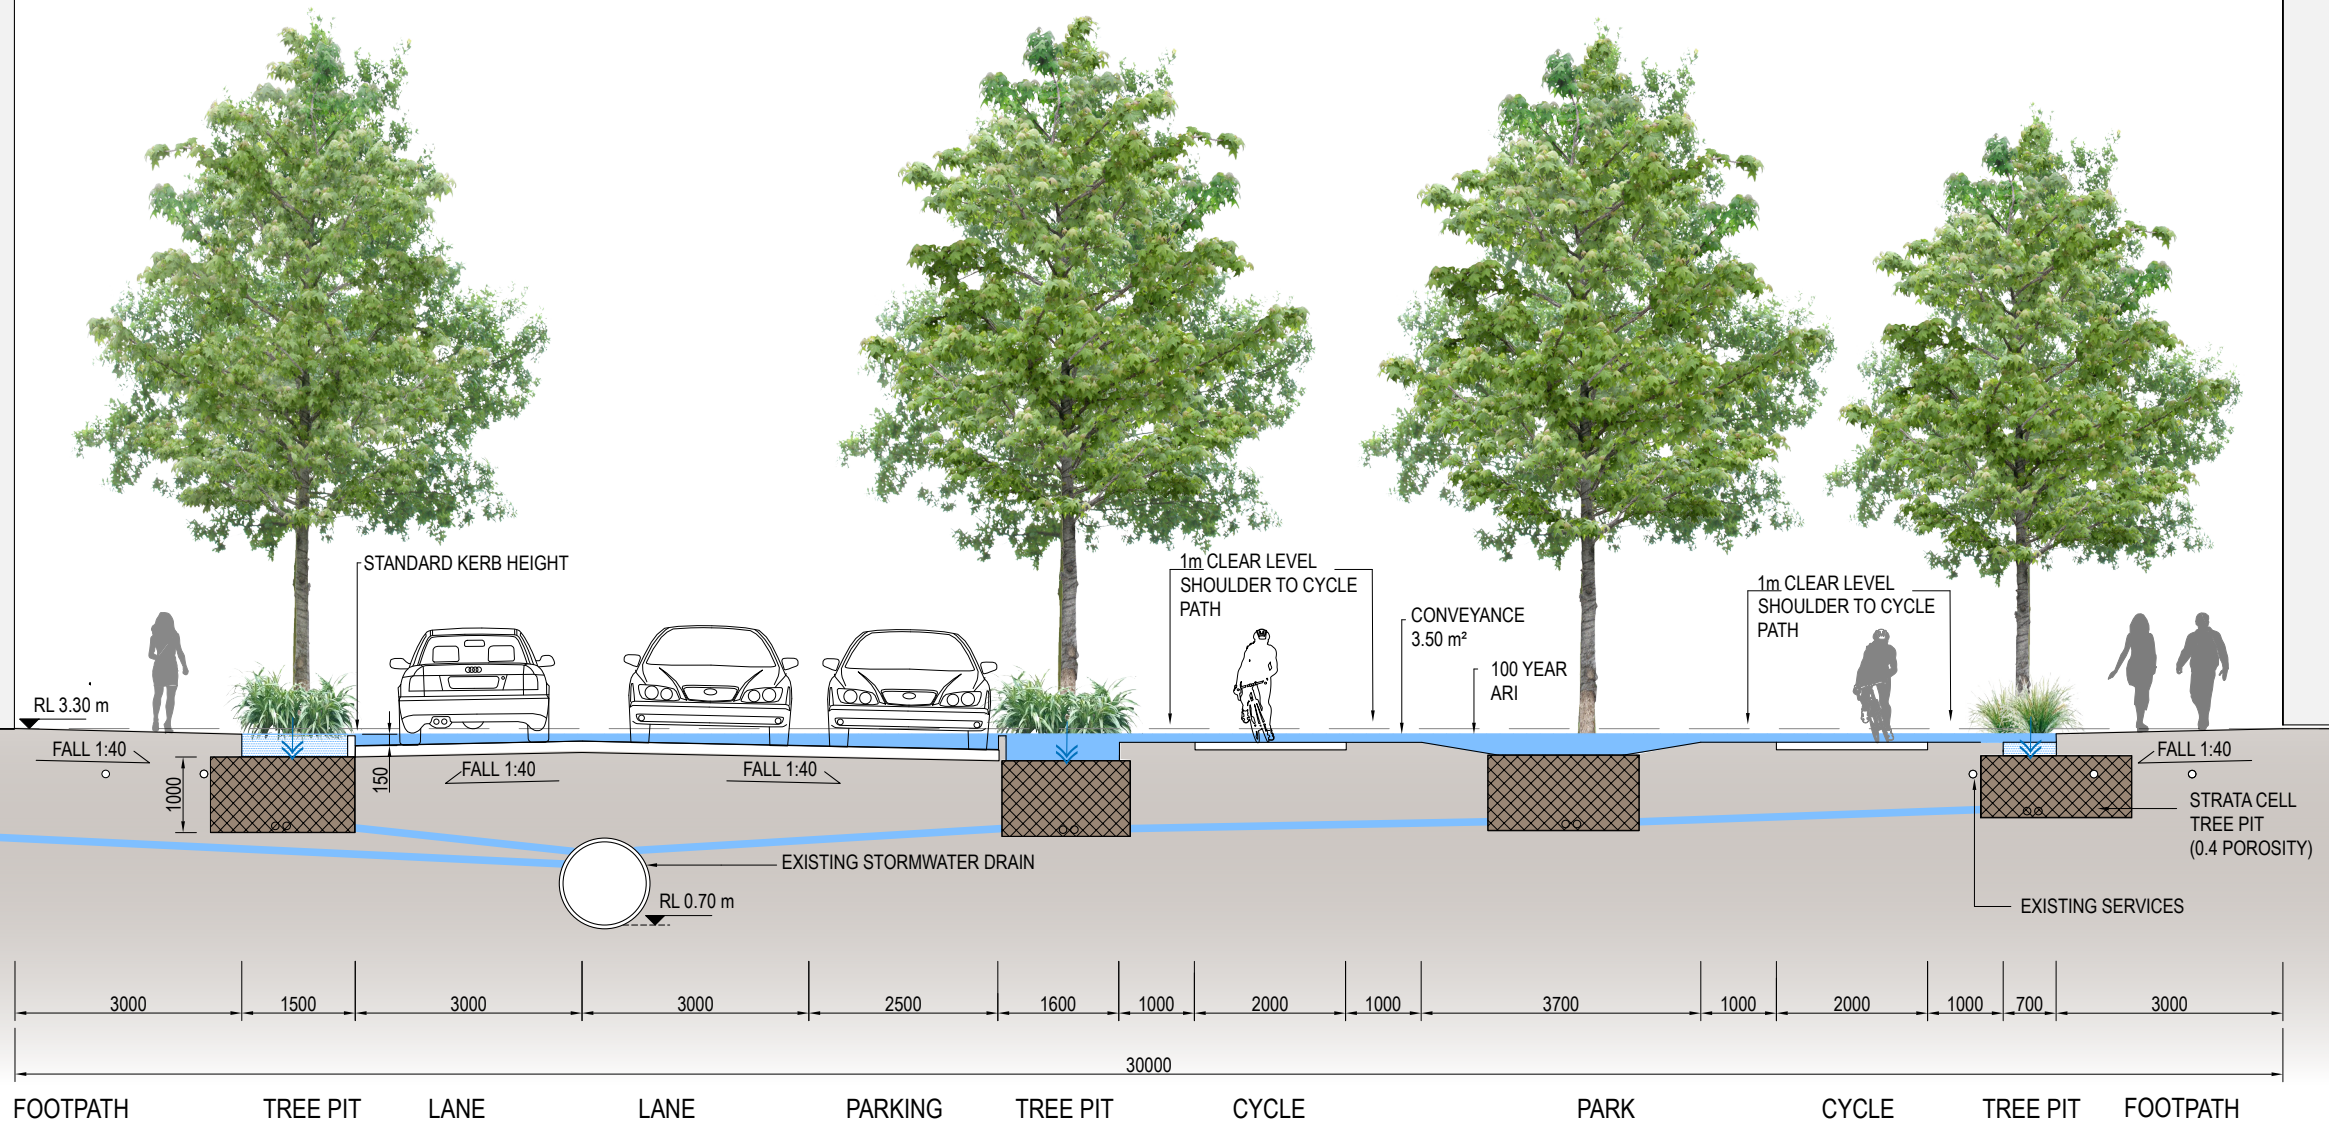 STANDARD KERB HEIGHT
1m CLEAR LEVEL
SHOULDER TO CYCLE
PATH
CONVEYANCE
3.50 m²
100 YEAR
ARI
1m CLEAR LEVEL
SHOULDER TO CYCLE
PATH
RL 3.30 m
FALL 1:40
1000
150
FALL 1:40
FALL 1:40
FALL 1:40
STRATA CELL
TREE PIT
(0.4 POROSITY)
EXISTING STORMWATER DRAIN
RL 0.70 m
EXISTING SERVICES
3000 1500 3000 3000 2500 1600 1000 2000 1000 3700 1000 2000 1000 700 3000
30000
FOOTPATH TREE PIT LANE LANE PARKING TREE PIT CYCLE PARK CYCLE TREE PIT FOOTPATH